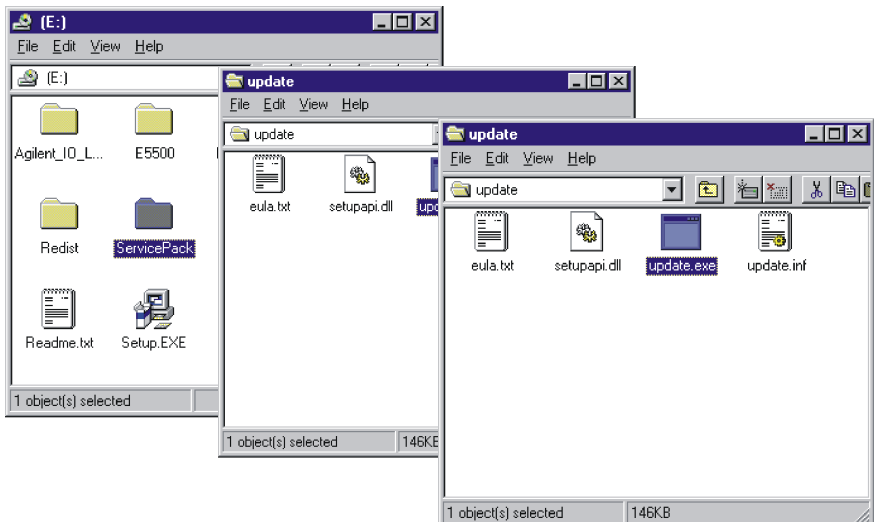 (E:)
File Edit View Help
(E:)
Agilent_IO_L... E5500
Redist ServicePack
Readme.txt Setup.EXE
1 object(s) selected
update
File Edit View Help
update
eula.txt setupapi.dll
1 object(s) selected 146KB
update
File Edit View Help
update
eula.txt setupapi.dll update.exe update.inf
1 object(s) selected 146KB